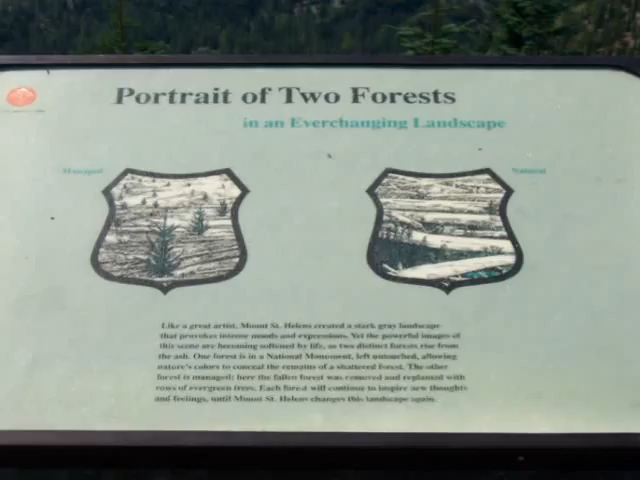 Portrait of Two Forests
in an Everchanging Landscape
Managed
Natural
Like a great artist, Mount St. Helens created a stark gray landscape
that provokes intense moods and expressions. Yet the powerful images of
this scene are becoming softened by life, as two distinct forests rise from
the ash. One forest is in a National Monument, left untouched, allowing
nature's colors to conceal the remains of a shattered forest. The other
forest is managed; here the fallen forest was removed and replanted with
rows of evergreen trees. Each forest will continue to inspire new thoughts
and feelings, until Mount St. Helens changes this landscape again.